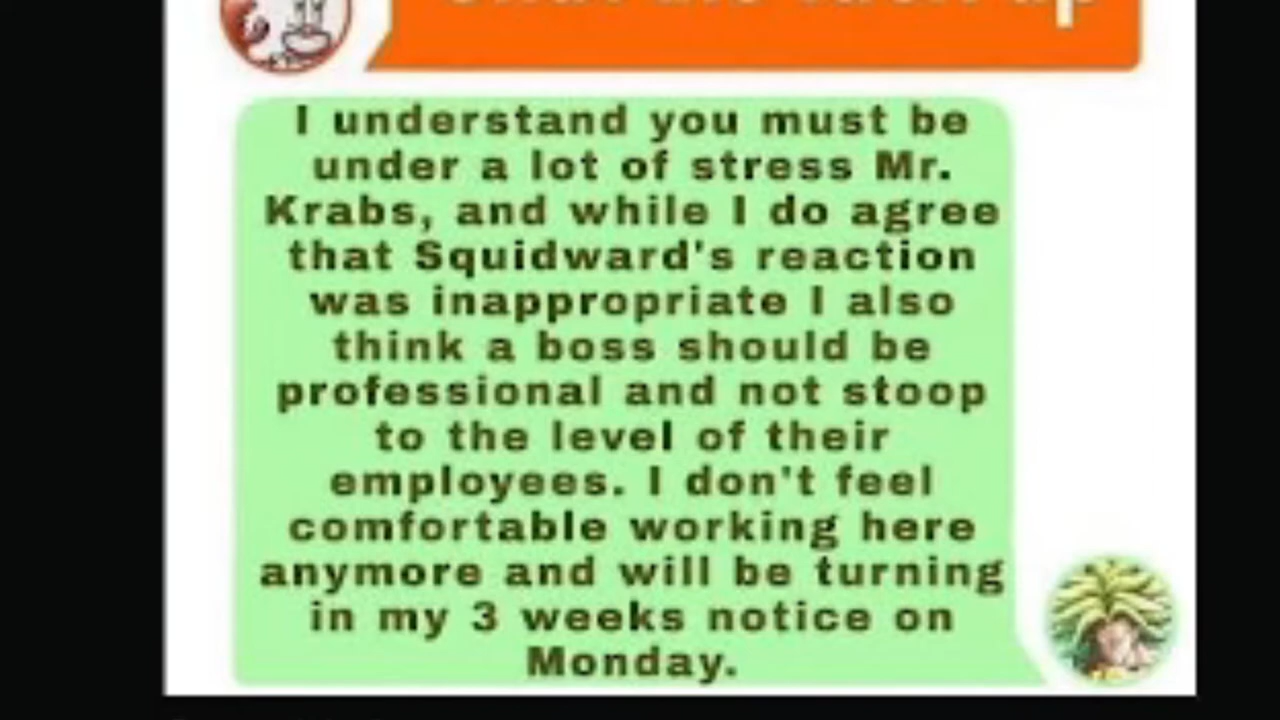 I understand you must be
under a lot of stress Mr.
Krabs, and while I do agree
that Squidward's reaction
was inappropriate I also
think a boss should be
professional and not stoop
to the level of their
employees. I don't feel
comfortable working here
anymore and will be turning
in my 3 weeks notice on
Monday.